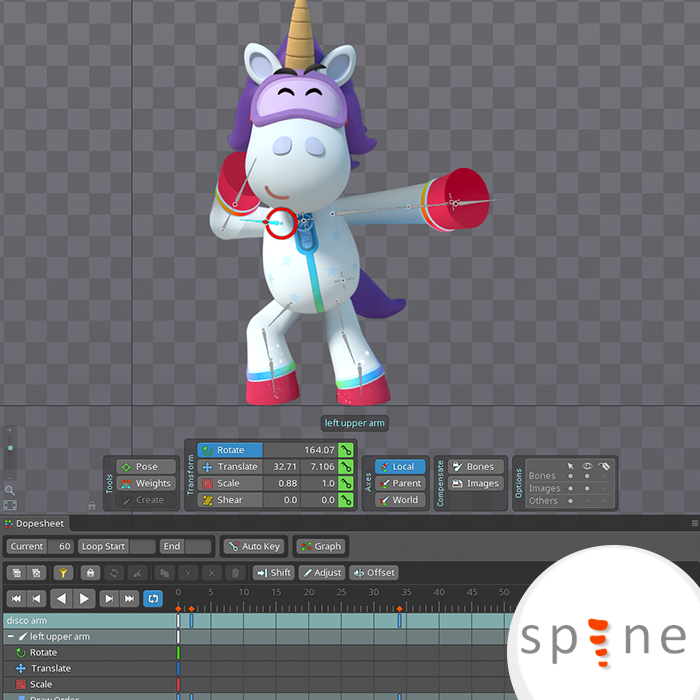 left upper arm
Tools
Pose
Weights
Create
Transform
Rotate 164.07
Translate 32.71 7.106
Scale 0.88 1.0
Shear 0.0 0.0
Axes
Local
Parent
World
Compensate
Bones
Images
Options
Bones
Images
Others
Dopesheet
Current 60 Loop Start End Auto Key Graph
Shift Adjust Offset
0 5 10 15 20 25 30 35 40 45 50
disco arm
left upper arm
Rotate
Translate
Scale
Draw Order
spine